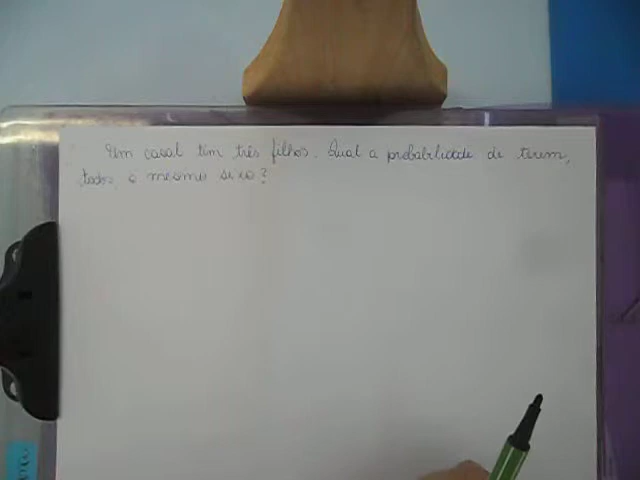 Um casal tem três filhos. Qual a probabilidade de terem,
todos o mesmo sexo?